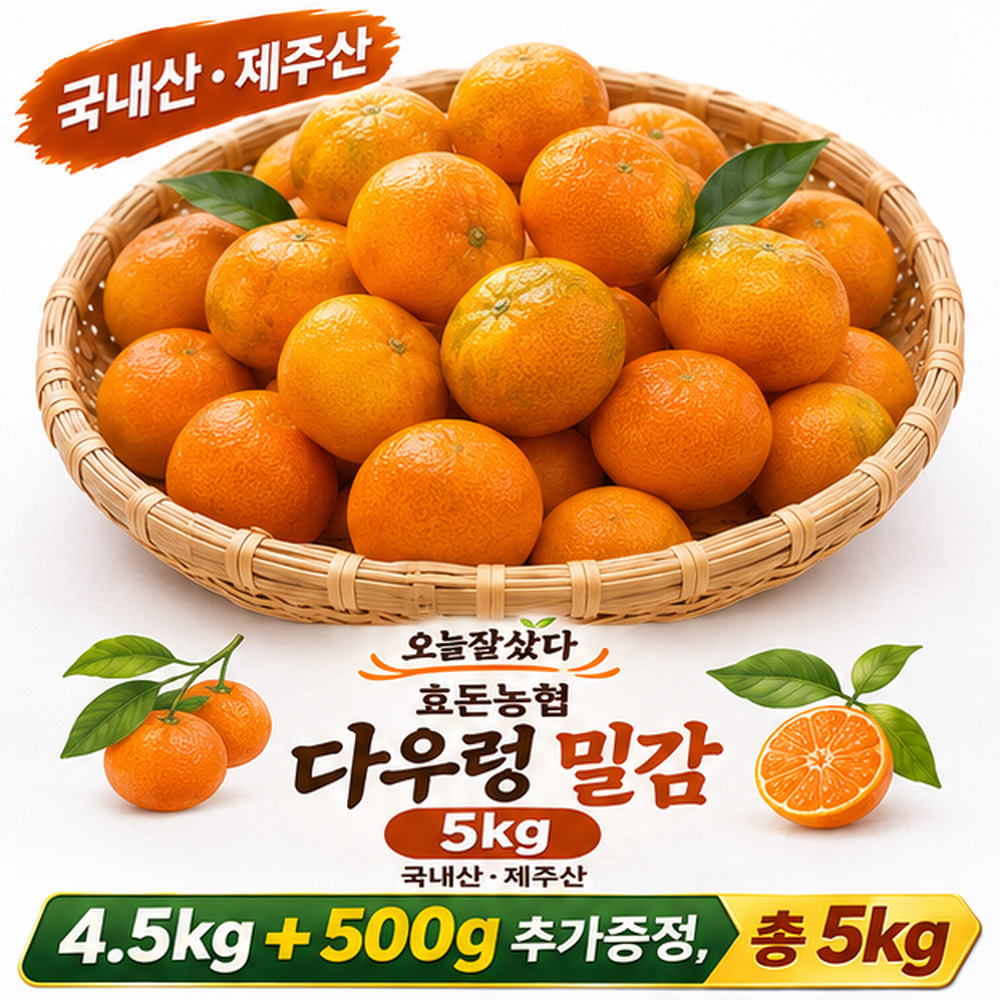 국내산·제주산
오늘잘샀다
효돈농협
다우렁 밀감
5kg
국내산·제주산
4.5kg+500g 추가증정, 총 5kg